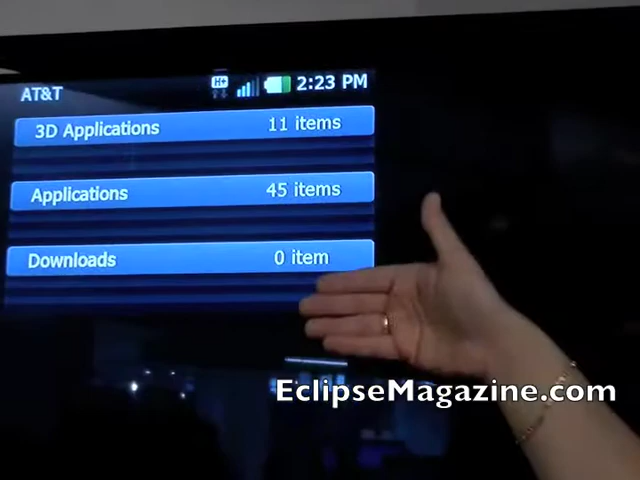 AT&T H+ 2:23 PM
3D Applications 11 items
Applications 45 items
Downloads 0 item
EclipseMagazine.com